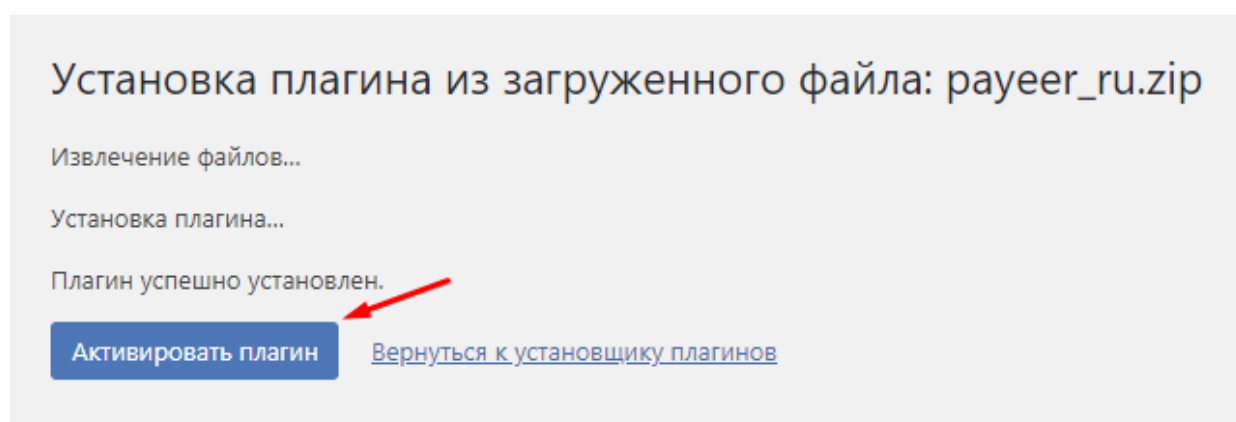 Установка плагина из загруженного файла: payeer_ru.zip
Извлечение файлов...
Установка плагина...
Плагин успешно установлен.
Активировать плагин Вернуться к установщику плагинов